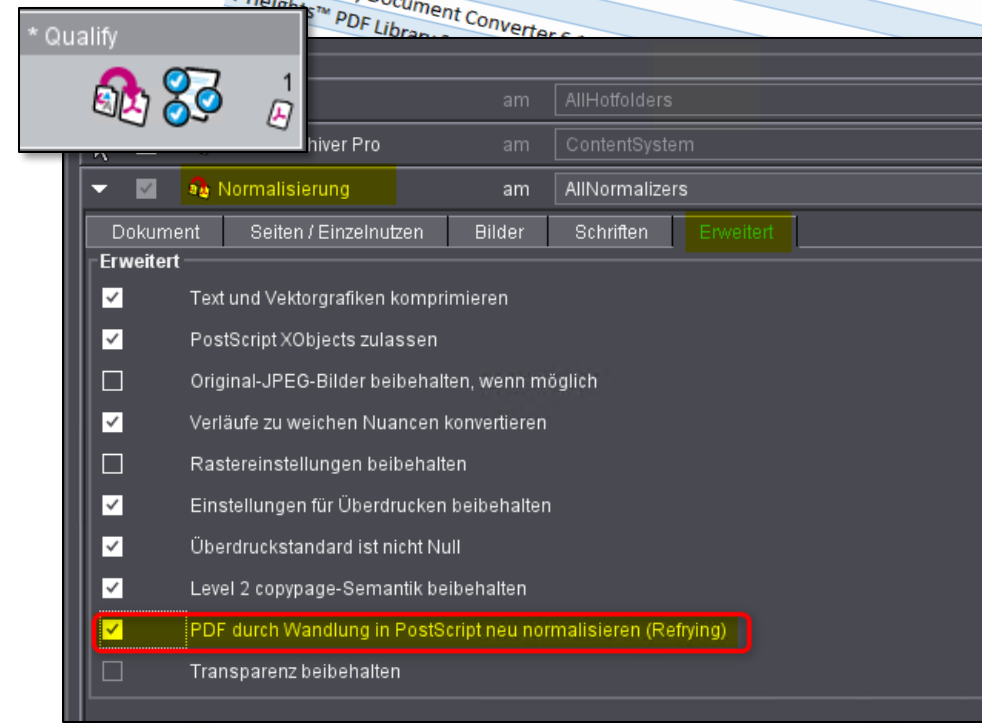 Document Converter
PDF Library
* Qualify
1
am AllHotfolders
hiver Pro am ContentSystem
Normalisierung am AllNormalizers
Dokument Seiten / Einzelnutzen Bilder Schriften Erweitert
Erweitert
Text und Vektorgrafiken komprimieren
PostScript XObjects zulassen
Original-JPEG-Bilder beibehalten, wenn möglich
Verläufe zu weichen Nuancen konvertieren
Rastereinstellungen beibehalten
Einstellungen für Überdrucken beibehalten
Überdruckstandard ist nicht Null
Level 2 copypage-Semantik beibehalten
PDF durch Wandlung in PostScript neu normalisieren (Refrying)
Transparenz beibehalten